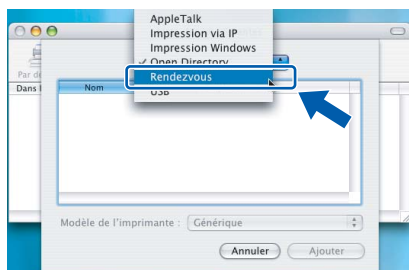 AppleTalk
Impression via IP
Impression Windows
✓ Open Directory
Rendezvous
USB
Par dé
Dans l
Nom
Modèle de l'imprimante :
Générique
Annuler
Ajouter